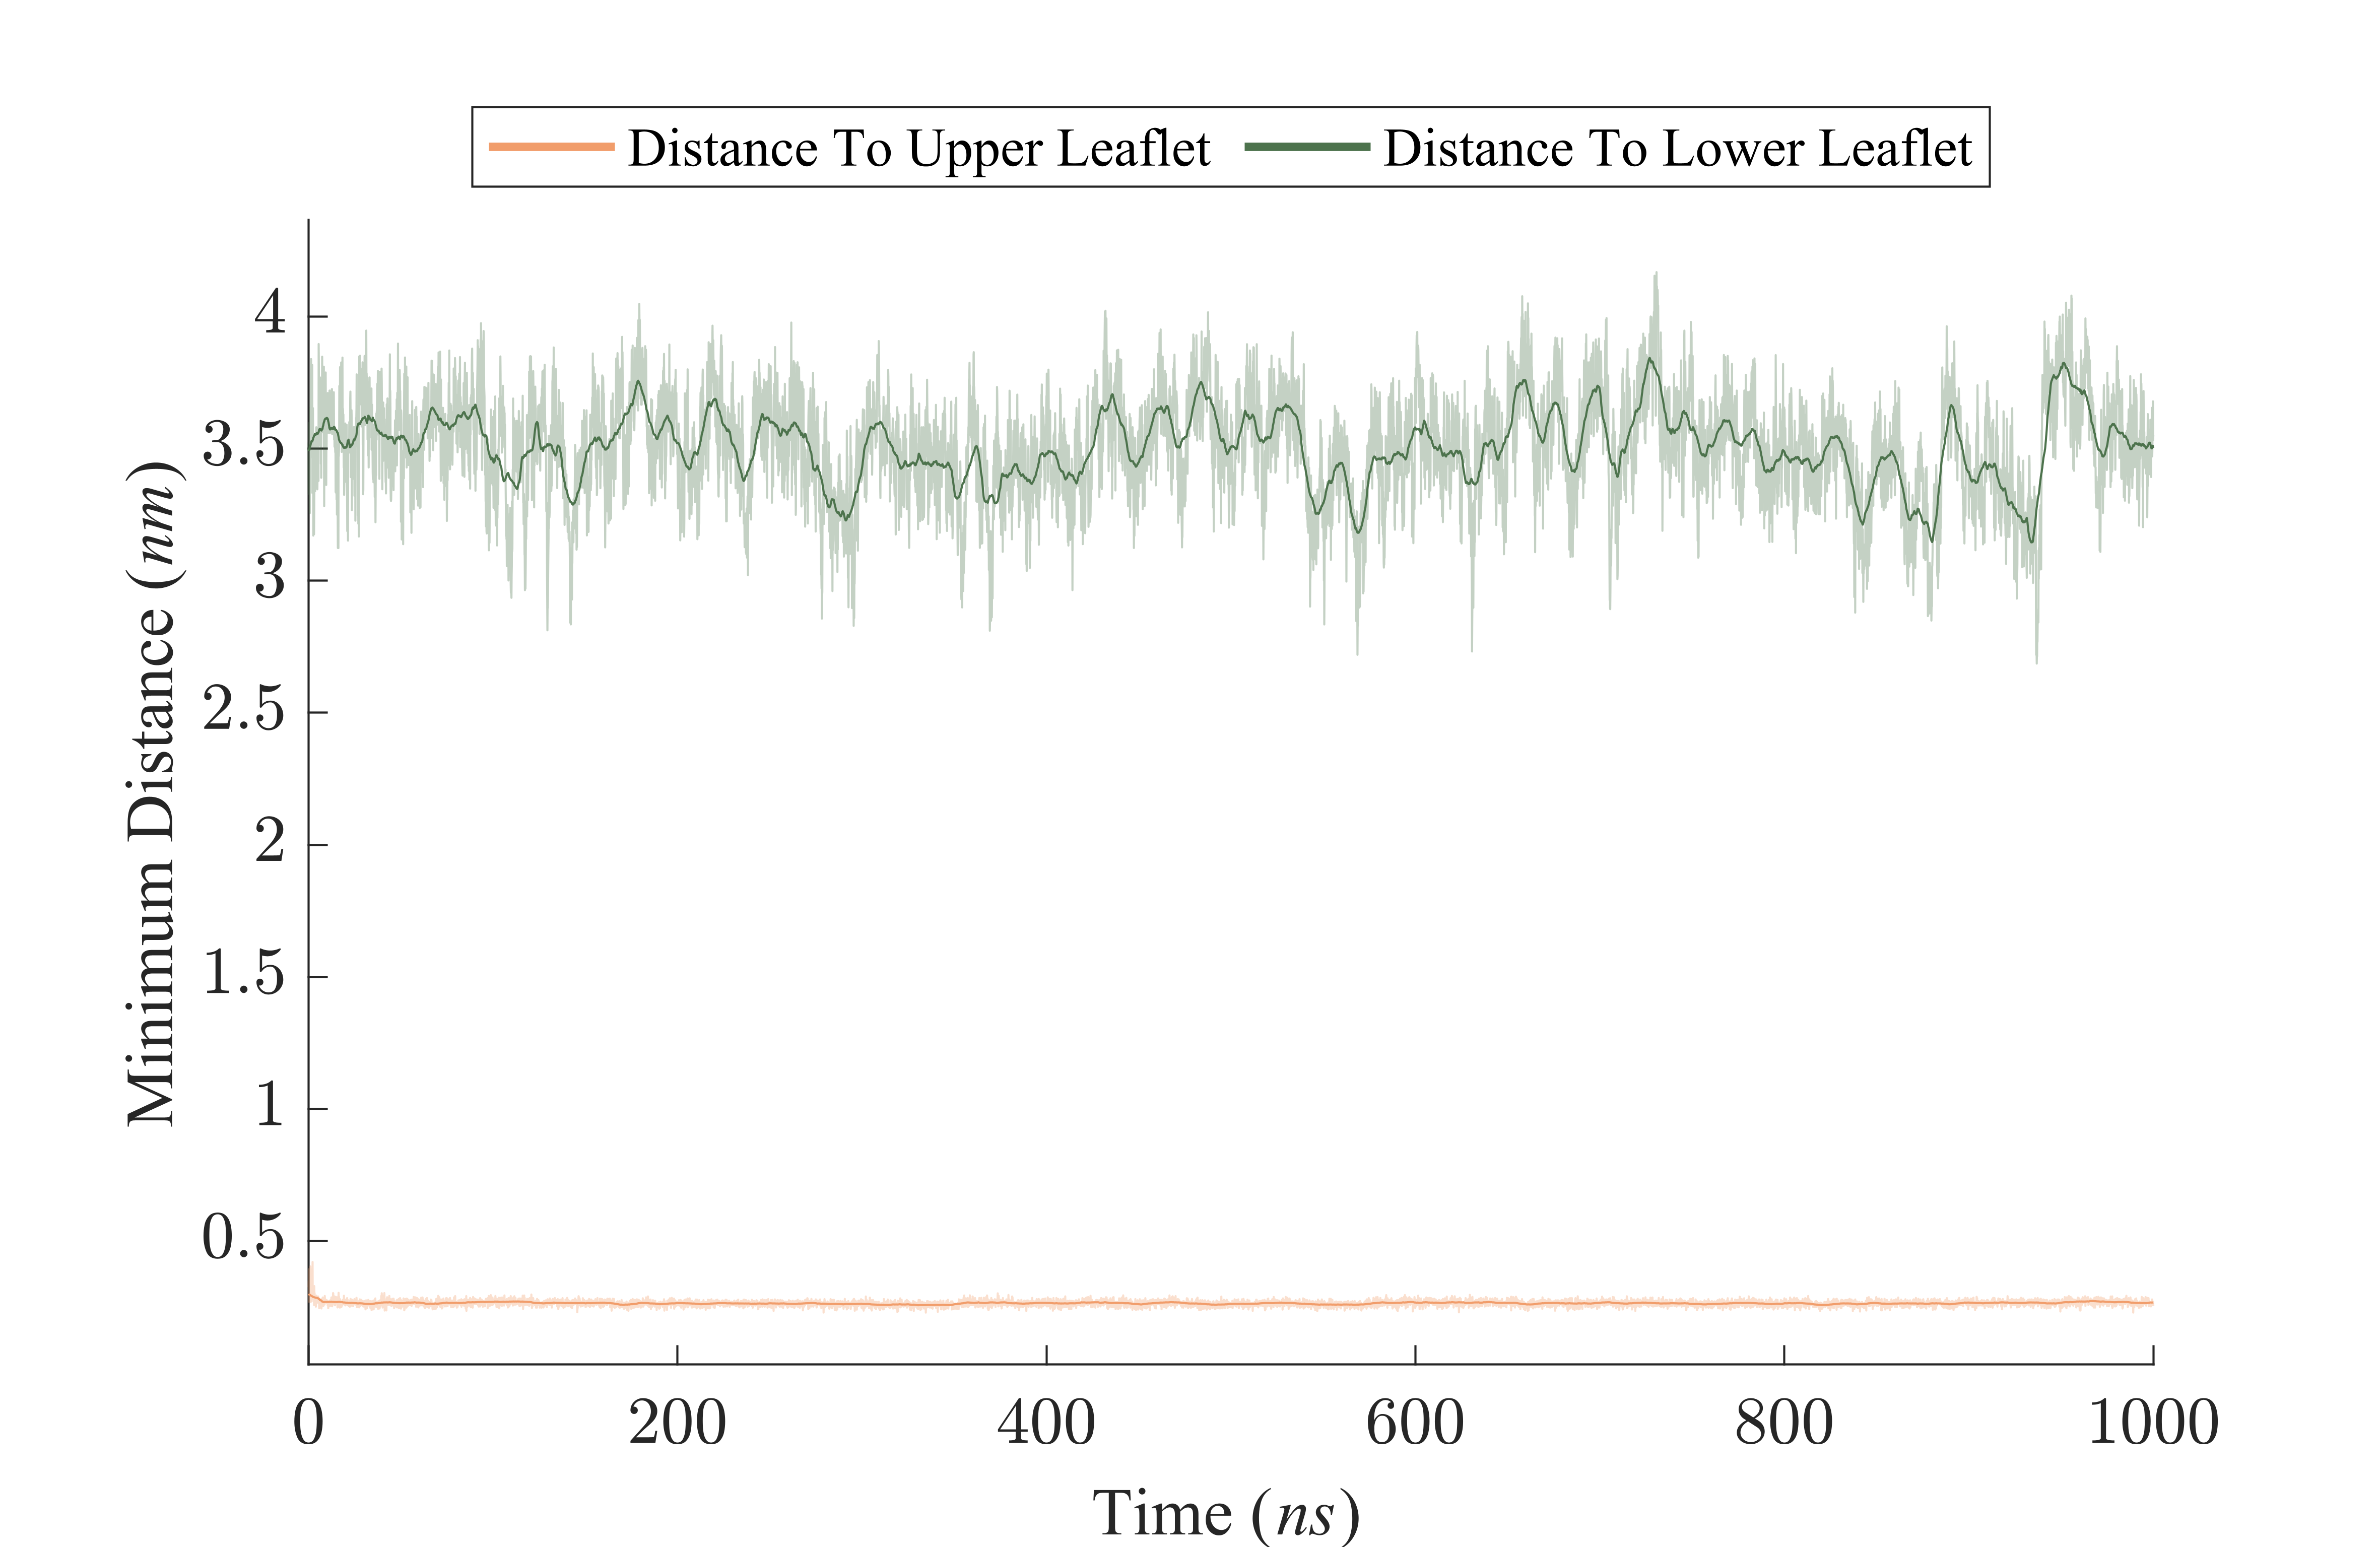 Distance To Upper Leaflet Distance To Lower Leaflet
Minimum Distance (nm)
4
3.5
3
2.5
2
1.5
1
0.5
0 200 400 600 800 1000
Time (ns)